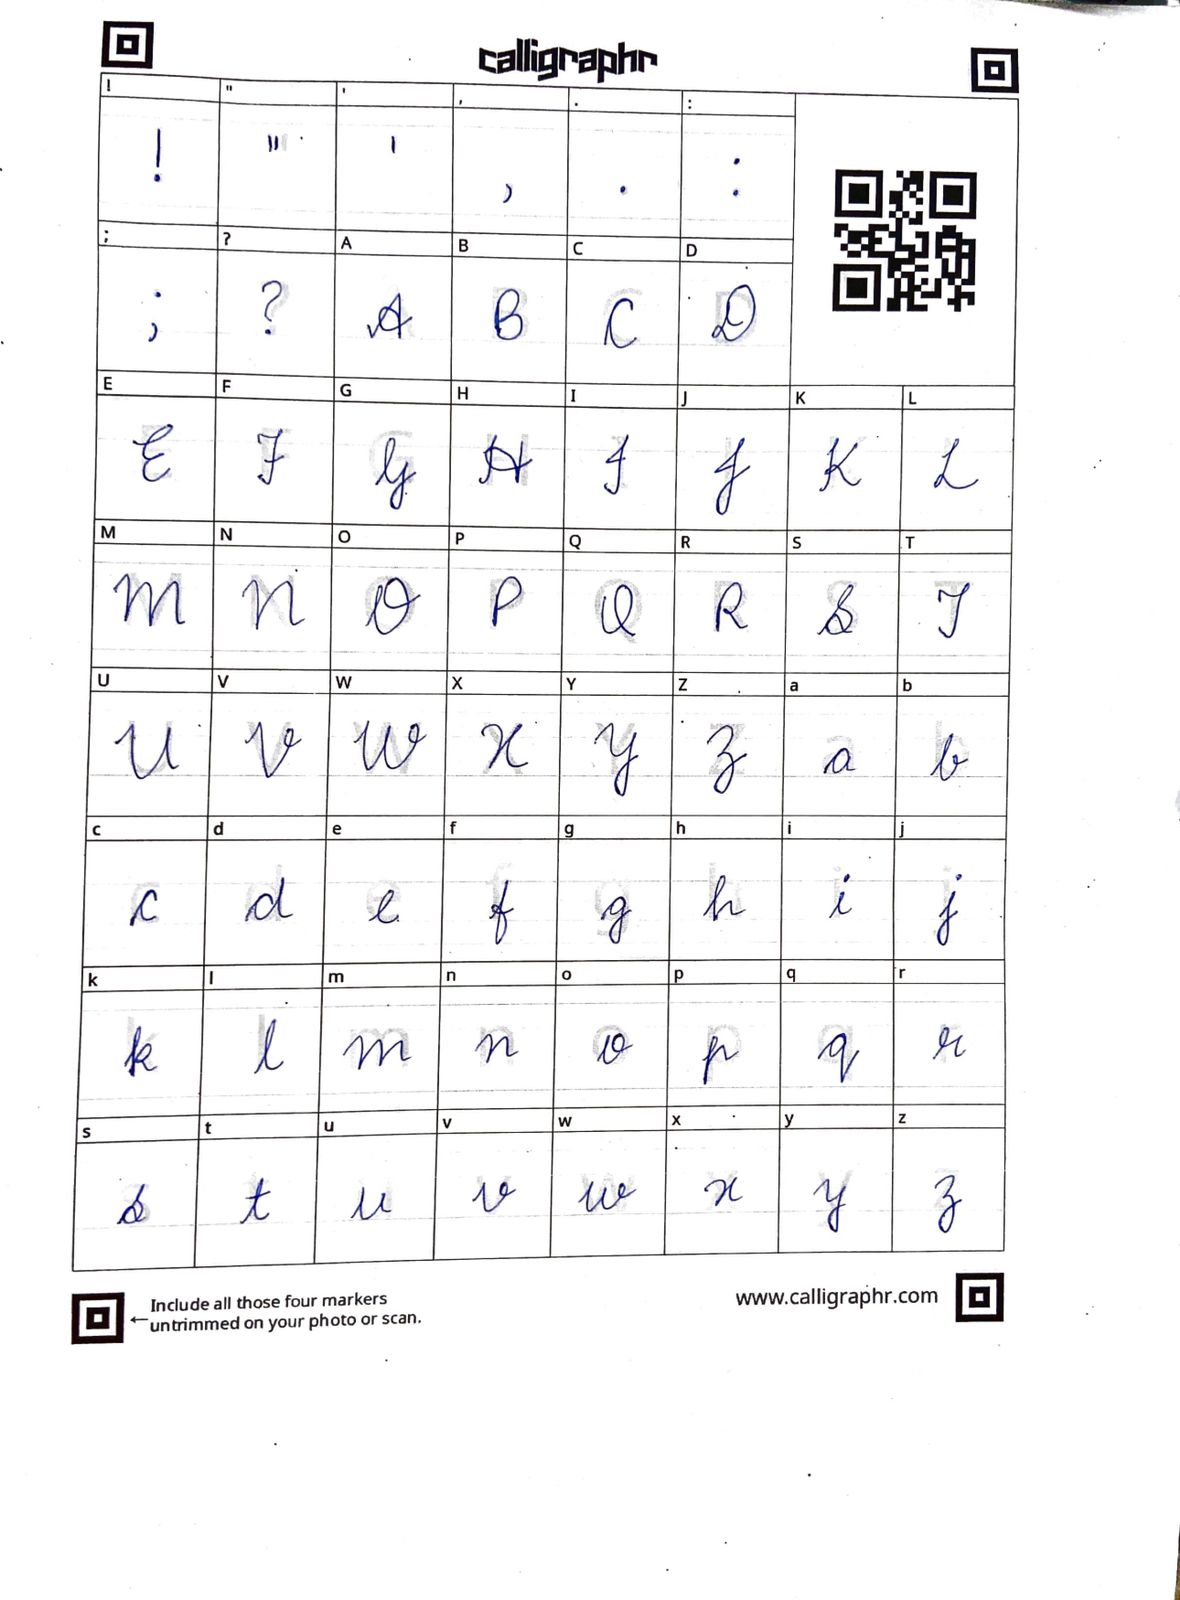 calligraphr
! " ' , . :
! " ' , . :
; ? A B C D
; ? A B C D
E F G H I J K L
E F G H I J K L
M N O P Q R S T
M N O P Q R S T
U V W X Y Z a b
U V W X Y Z a b
c d e f g h i j
c d e f g h i j
k l m n o p q r
k l m n o p q r
s t u v w x y z
s t u v w x y z
Include all those four markers
←untrimmed on your photo or scan.
www.calligraphr.com